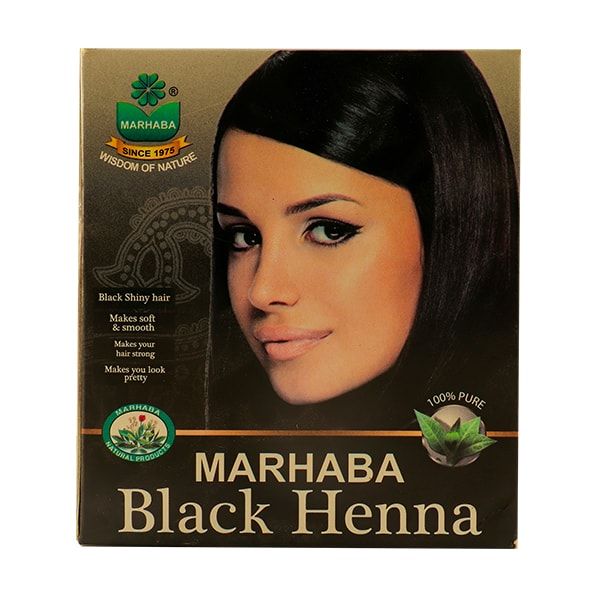 ®
MARHABA
SINCE 1975
WISDOM OF NATURE
Black Shiny hair
Makes soft
& smooth
Makes your
hair strong
Makes you look
pretty
MARHABA
NATURAL PRODUCTS
100% PURE
MARHABA
Black Henna